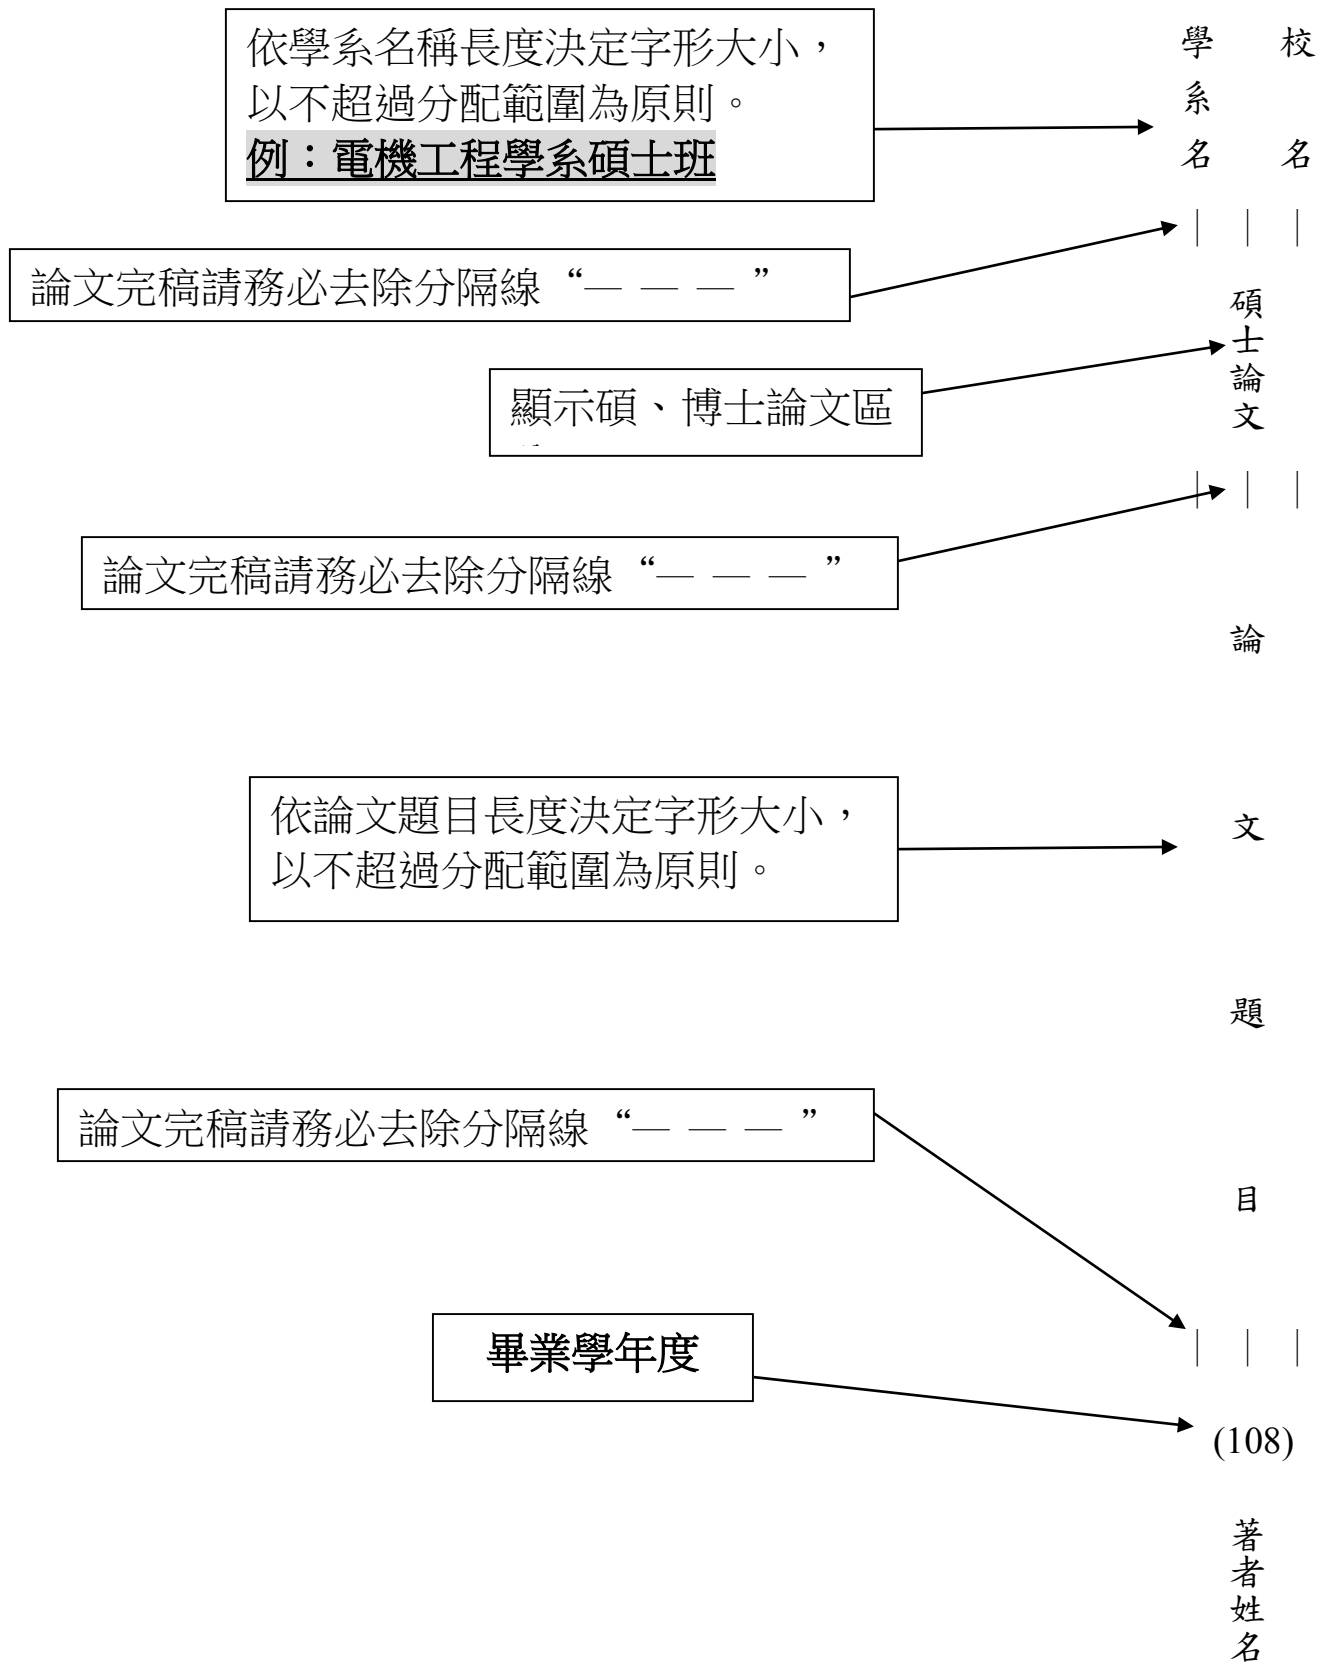 依學系名稱長度決定字形大小，
以不超過分配範圍為原則。
例：電機工程學系碩士班
校名
學系名
｜｜｜
論文完稿請務必去除分隔線“— — — ”
碩士論文
顯示碩、博士論文區
｜｜｜
論文完稿請務必去除分隔線“— — — ”
論文題目
依論文題目長度決定字形大小，
以不超過分配範圍為原則。
論文完稿請務必去除分隔線“— — — ”
｜｜｜
畢業學年度
(108)
著者姓名